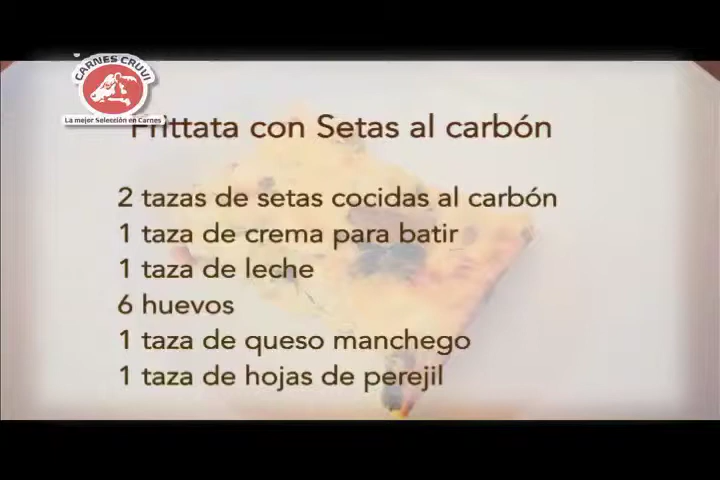 CARNES CRUVI
La mejor Selección en Carnes
Frittata con Setas al carbón
2 tazas de setas cocidas al carbón
1 taza de crema para batir
1 taza de leche
6 huevos
1 taza de queso manchego
1 taza de hojas de perejil